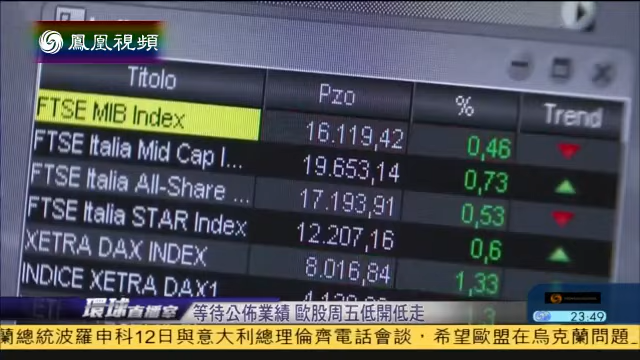 鳳凰視頻
Titolo Pzo % Trend
FTSE MIB Index 16.119,42 0,46
FTSE Italia Mid Cap I... 19.653,14 0,73
FTSE Italia All-Share ... 17.193,91 0,53
FTSE Italia STAR Index 12.207,16 0,6
XETRA DAX INDEX 8.016,84 1,33
INDICE XETRA DAX1
環球直播室 等待公佈業績 歐股周五低開低走
23:49
蘭總統波羅申科12日與意大利總理倫齊電話會談，希望歐盟在烏克蘭問題